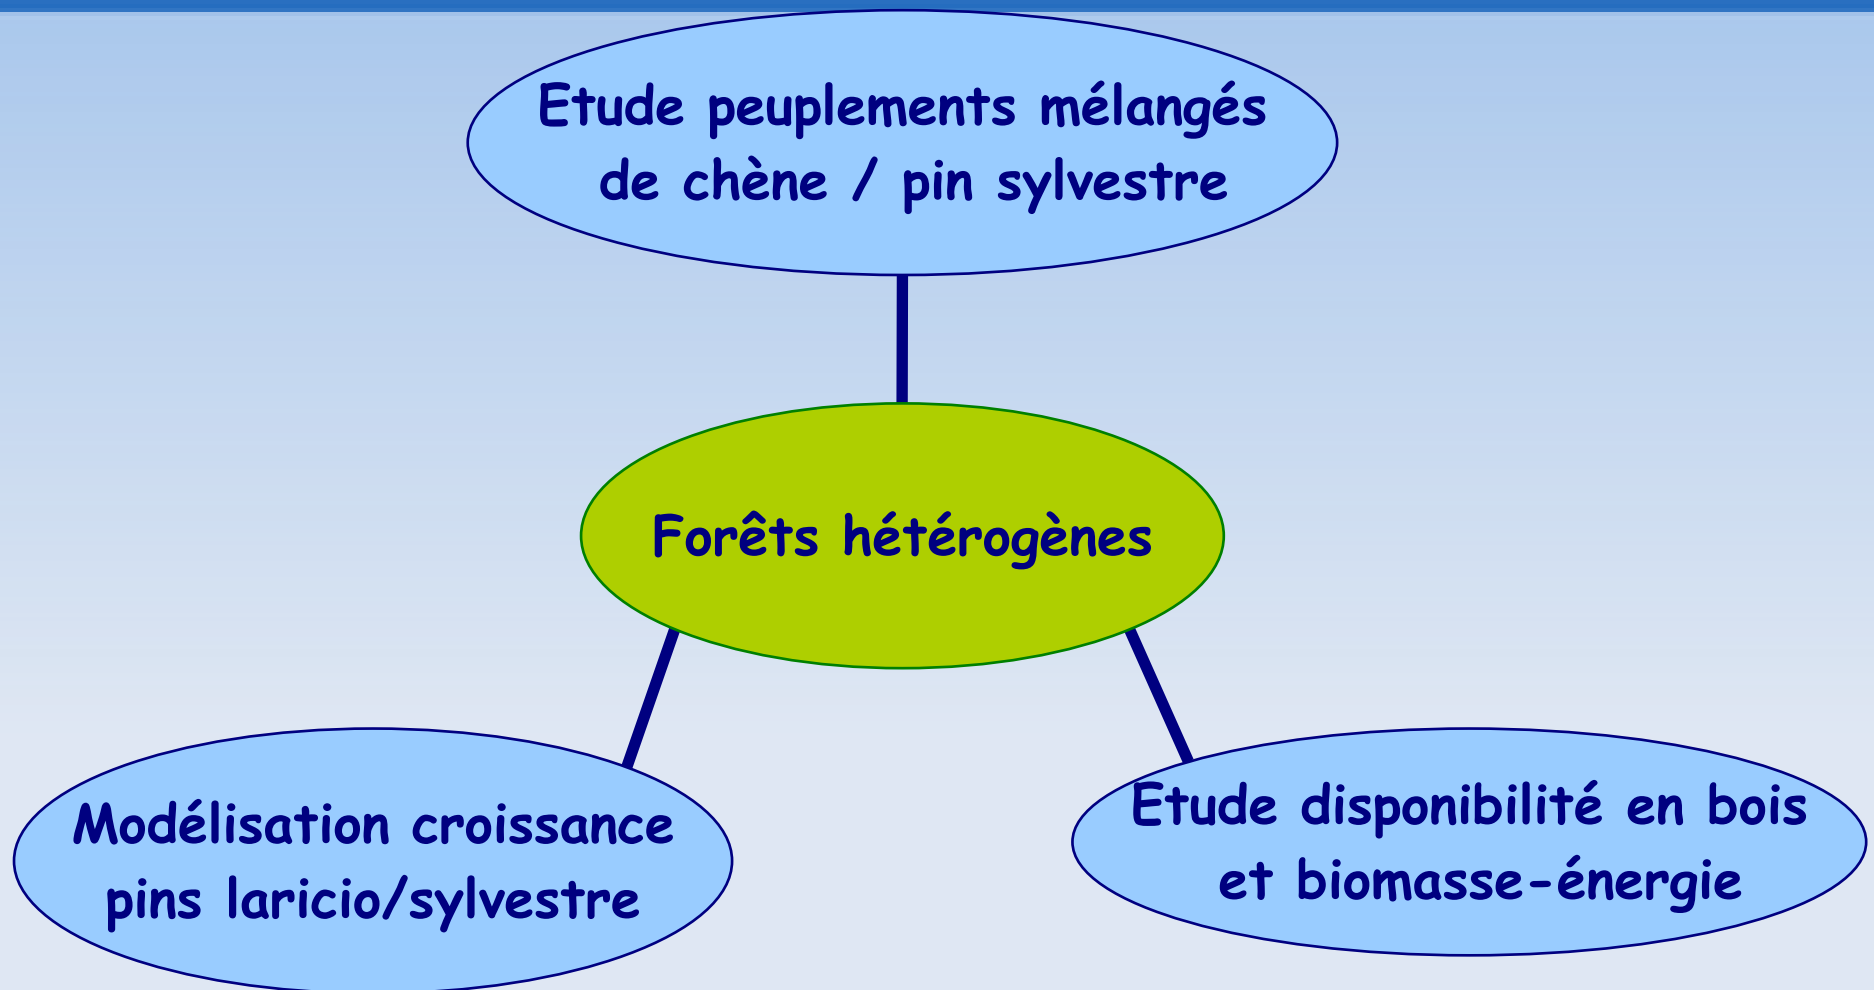 Etude peuplements mélangés
de chène / pin sylvestre
Forêts hétérogènes
Modélisation croissance
pins laricio/sylvestre
Etude disponibilité en bois
et biomasse-énergie